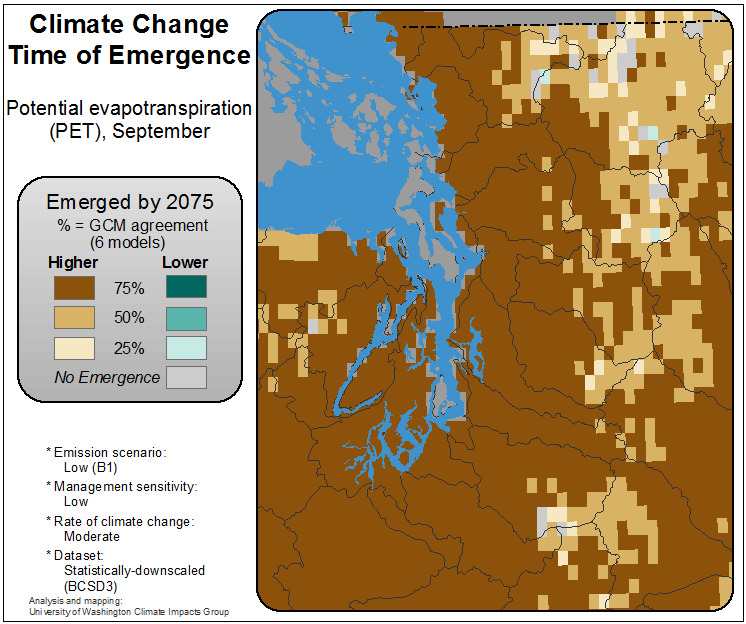 Climate Change
Time of Emergence
Potential evapotranspiration
(PET), September
Emerged by 2075
% = GCM agreement
(6 models)
Higher Lower
75%
50%
25%
No Emergence
* Emission scenario:
Low (B1)
* Management sensitivity:
Low
* Rate of climate change:
Moderate
* Dataset:
Statistically-downscaled
(BCSD3)
Analysis and mapping:
University of Washington Climate Impacts Group